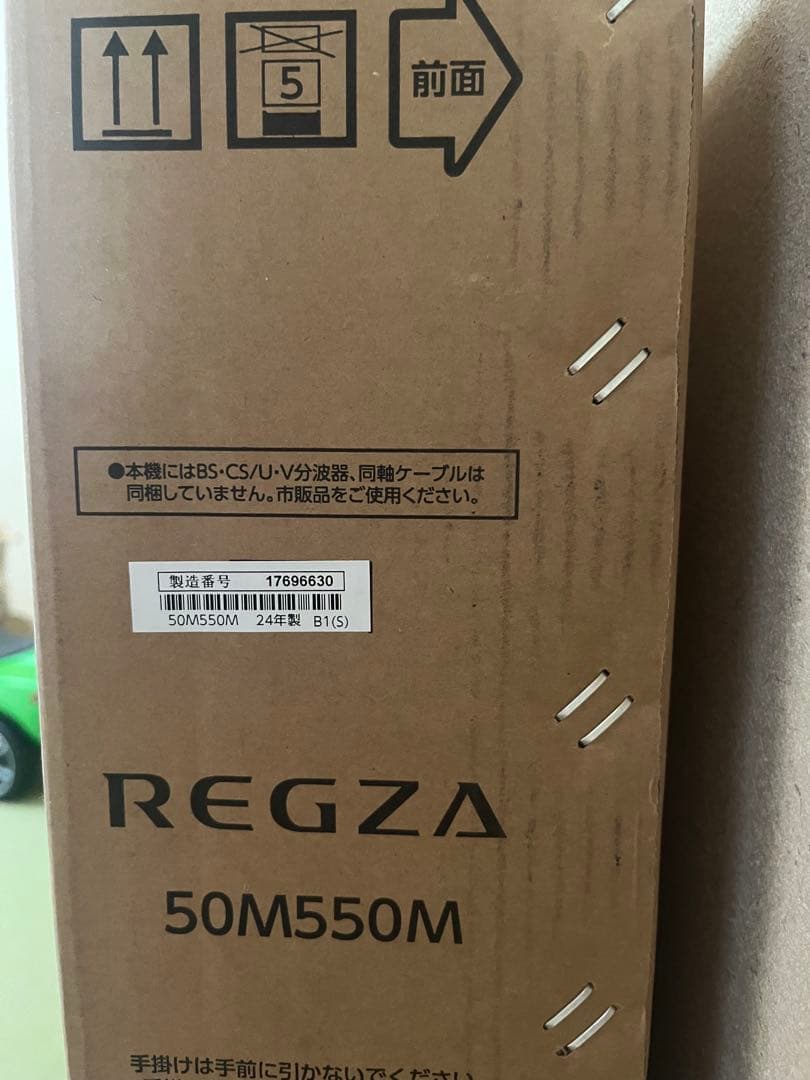 5
前面
●本機にはBS・CS/U・V分波器、同軸ケーブルは
同梱していません。市販品をご使用ください。
製造番号 17696630
50M550M 24年製 B1(S)
REGZA
50M550M
手掛けは手前に引かないでください